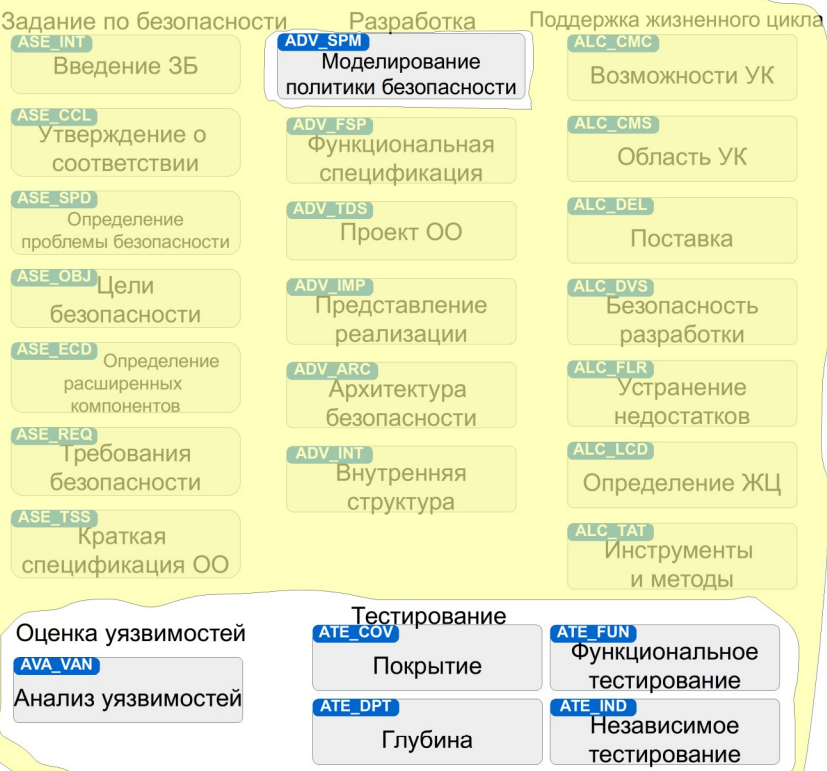 Задание по безопасности
ASE_INT
Введение ЗБ
ASE_CCL
Утверждение о
соответствии
ASE_SPD
Определение
проблемы безопасности
ASE_OBJ
Цели
безопасности
ASE_ECD
Определение
расширенных
компонентов
ASE_REQ
Требования
безопасности
ASE_TSS
Краткая
спецификация ОО
Разработка
ADV_SPM
Моделирование
политики безопасности
ADV_FSP
Функциональная
спецификация
ADV_TDS
Проект ОО
ADV_IMP
Представление
реализации
ADV_ARC
Архитектура
безопасности
ADV_INT
Внутренняя
структура
Поддержка жизненного цикла
ALC_CMC
Возможности УК
ALC_CMS
Область УК
ALC_DEL
Поставка
ALC_DVS
Безопасность
разработки
ALC_FLR
Устранение
недостатков
ALC_LCD
Определение ЖЦ
ALC_TAT
Инструменты
и методы
Оценка уязвимостей
AVA_VAN
Анализ уязвимостей
Тестирование
ATE_COV
Покрытие
ATE_FUN
Функциональное
тестирование
ATE_DPT
Глубина
ATE_IND
Независимое
тестирование